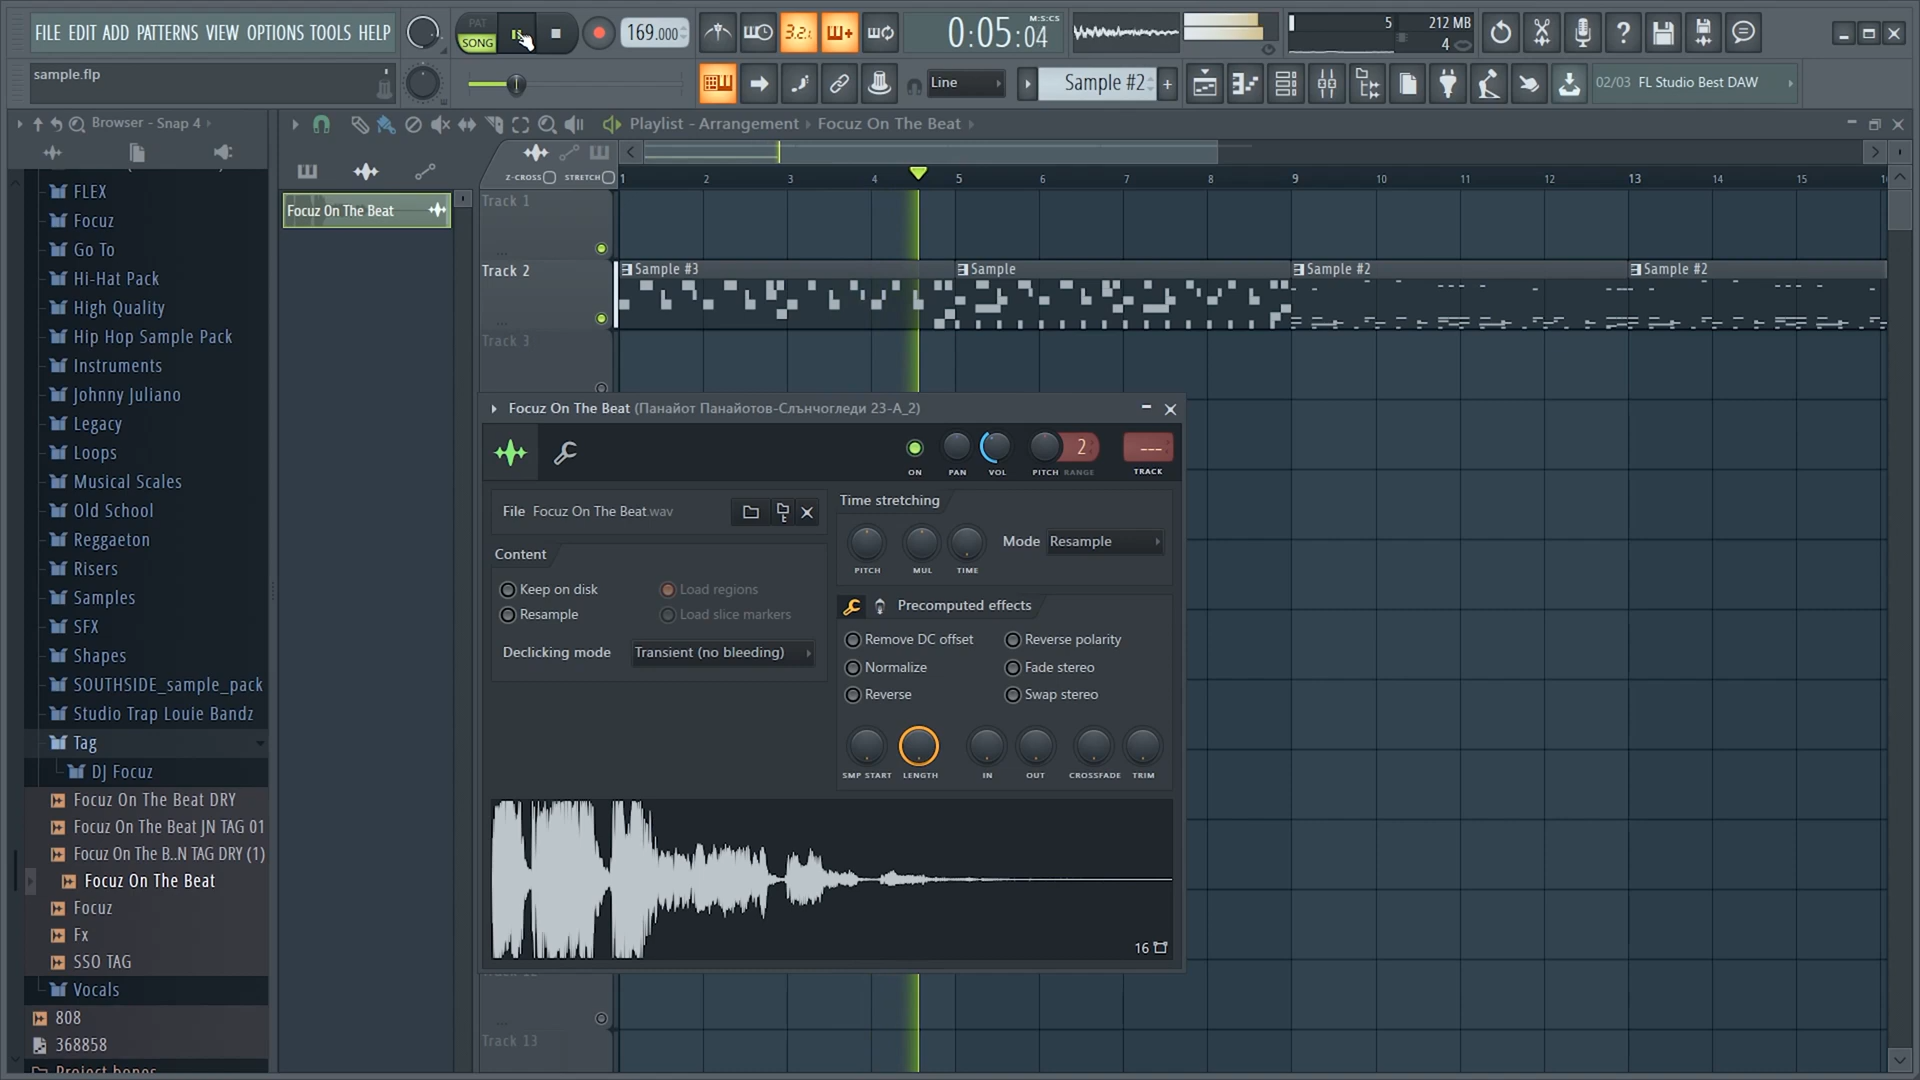 FILE EDIT ADD PATTERNS VIEW OPTIONS TOOLS HELP
PAT
SONG
169.000
3.2.
0:05:04
M:S:CS
5
212 MB
4
sample.flp
Line
Sample #2
+
02/03 FL Studio Best DAW
Browser - Snap 4
Playlist - Arrangement
Focuz On The Beat
Z-CROSS
STRETCH
1 2 3 4 5 6 7 8 9 10 11 12 13 14 15
FLEX
Focuz
Go To
Hi-Hat Pack
High Quality
Hip Hop Sample Pack
Instruments
Johnny Juliano
Legacy
Loops
Musical Scales
Old School
Reggaeton
Risers
Samples
SFX
Shapes
SOUTHSIDE_sample_pack
Studio Trap Louie Bandz
Tag
DJ Focuz
Focuz On The Beat DRY
Focuz On The Beat JN TAG 01
Focuz On The B..N TAG DRY (1)
Focuz On The Beat
Focuz
Fx
SSO TAG
Vocals
808
368858
Project bones
Focuz On The Beat
Track 1
Track 2
Sample #3
Sample
Sample #2
Sample #2
Track 3
Focuz On The Beat (Панайот Панайотов-Слънчогледи 23-A_2)
ON
PAN
VOL
PITCH
2
RANGE
---
TRACK
File Focuz On The Beat.wav
Content
Keep on disk
Load regions
Resample
Load slice markers
Declicking mode
Transient (no bleeding)
Time stretching
PITCH
MUL
TIME
Mode
Resample
Precomputed effects
Remove DC offset
Reverse polarity
Normalize
Fade stereo
Reverse
Swap stereo
SMP START
LENGTH
IN
OUT
CROSSFADE
TRIM
16
Track 13